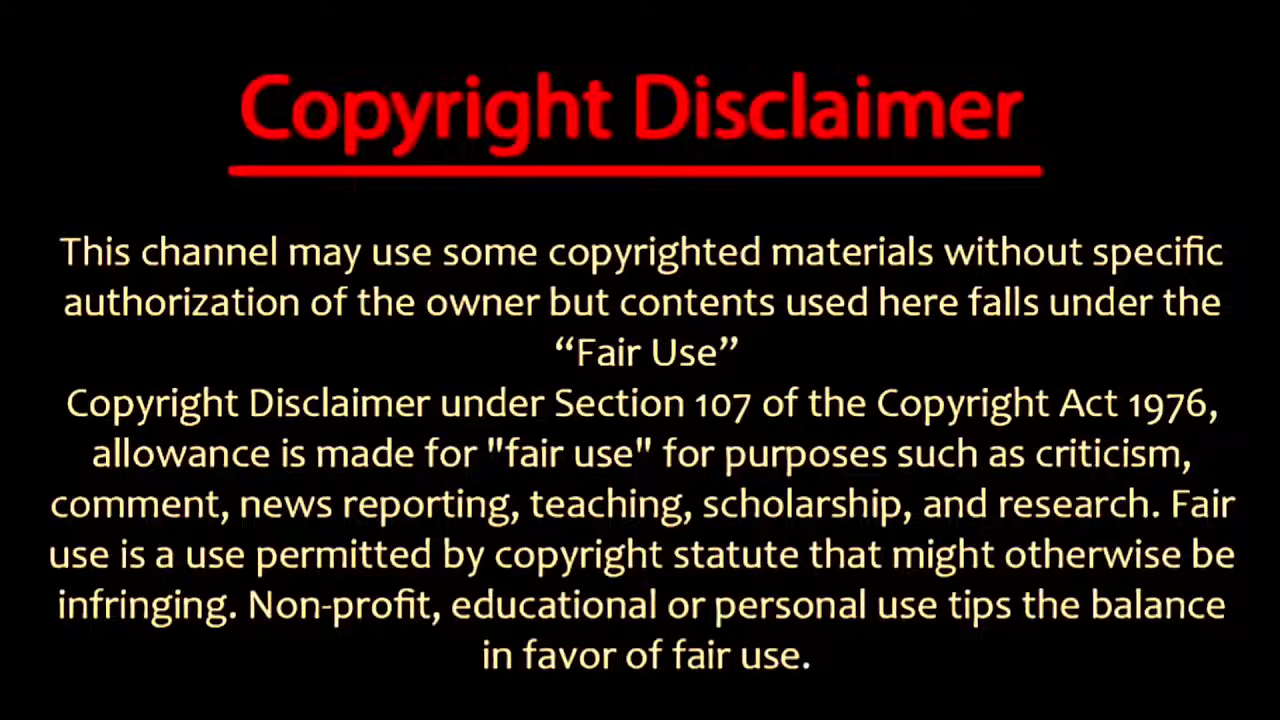 Copyright Disclaimer
This channel may use some copyrighted materials without specific
authorization of the owner but contents used here falls under the
“Fair Use”
Copyright Disclaimer under Section 107 of the Copyright Act 1976,
allowance is made for "fair use" for purposes such as criticism,
comment, news reporting, teaching, scholarship, and research. Fair
use is a use permitted by copyright statute that might otherwise be
infringing. Non-profit, educational or personal use tips the balance
in favor of fair use.